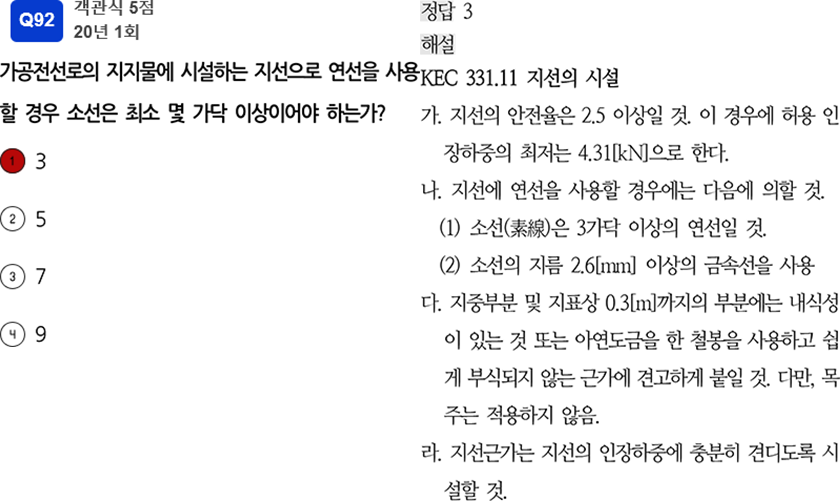 Q92
객관식 5점
20년 1회
가공전선로의 지지물에 시설하는 지선으로 연선을 사용
할 경우 소선은 최소 몇 가닥 이상이어야 하는가?
1 3
2 5
3 7
4 9
정답 3
해설
KEC 331.11 지선의 시설
가. 지선의 안전율은 2.5 이상일 것. 이 경우에 허용 인
장하중의 최저는 4.31[kN]으로 한다.
나. 지선에 연선을 사용할 경우에는 다음에 의할 것.
(1) 소선(素線)은 3가닥 이상의 연선일 것.
(2) 소선의 지름 2.6[mm] 이상의 금속선을 사용
다. 지중부분 및 지표상 0.3[m]까지의 부분에는 내식성
이 있는 것 또는 아연도금을 한 철봉을 사용하고 쉽
게 부식되지 않는 근가에 견고하게 붙일 것. 다만, 목
주는 적용하지 않음.
라. 지선근가는 지선의 인장하중에 충분히 견디도록 시
설할 것.